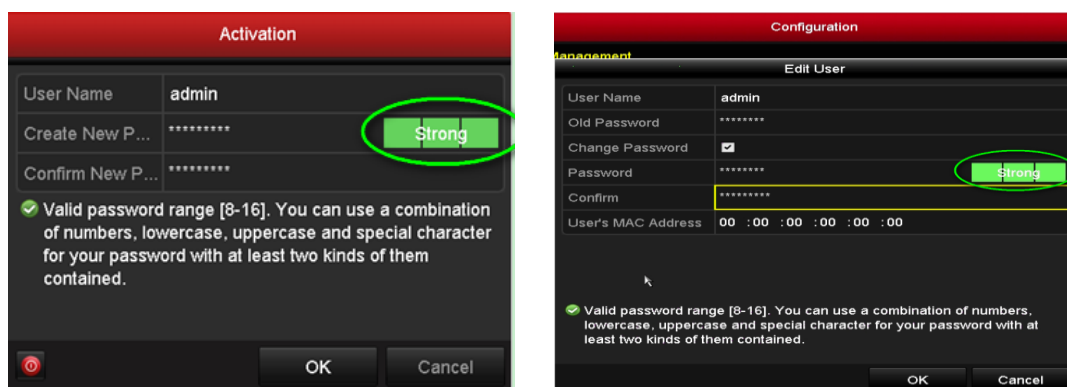 Activation
User Name admin
Create New P... ********* Strong
Confirm New P... *********
Valid password range [8-16]. You can use a combination
of numbers, lowercase, uppercase and special character
for your password with at least two kinds of them
contained.
OK Cancel
Configuration
Management
Edit User
User Name admin
Old Password ********
Change Password
Password ******** Strong
Confirm *********
User's MAC Address 00 :00 :00 :00 :00 :00
Valid password range [8-16]. You can use a combination of numbers,
lowercase, uppercase and special character for your password with at
least two kinds of them contained.
OK Cancel